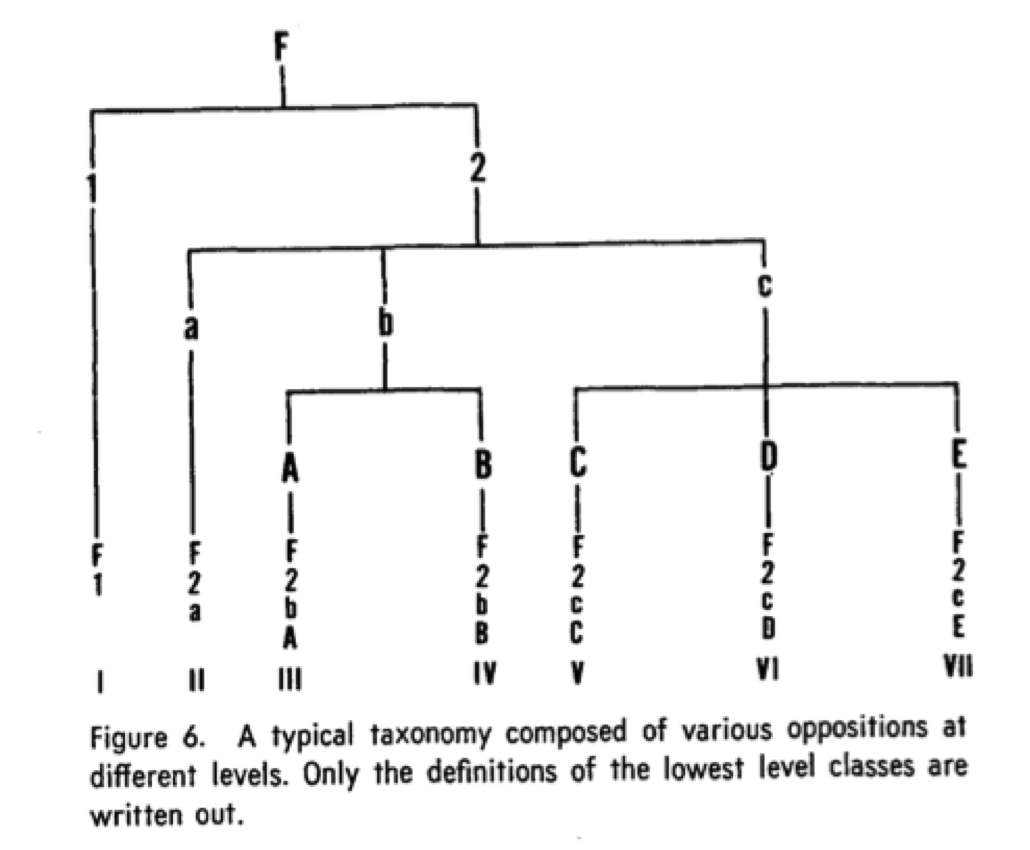 F
1
2
a
b
c
A
B
C
D
E
F
1
F
2
a
F
2
b
A
F
2
b
B
F
2
c
C
F
2
c
D
F
2
c
E
I
II
III
IV
V
VI
VII
Figure 6. A typical taxonomy composed of various oppositions at
different levels. Only the definitions of the lowest level classes are
written out.